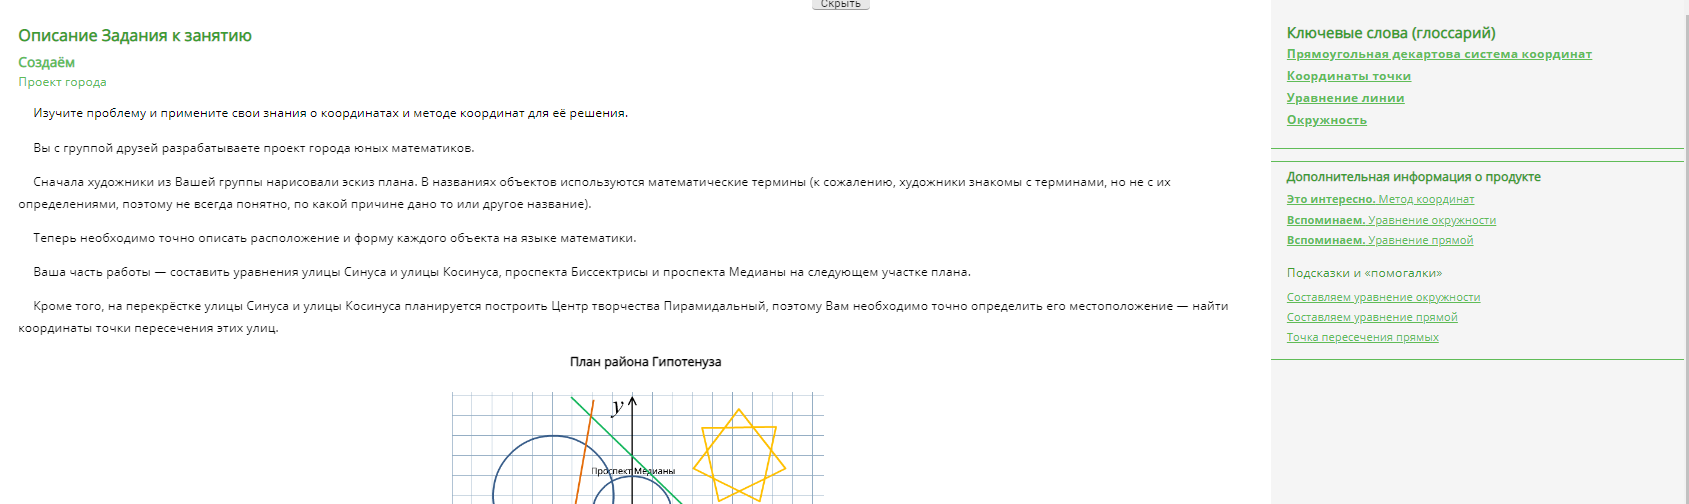 Скрыть
Описание Задания к занятию
Создаём
Проект города
Изучите проблему и примените свои знания о координатах и методе координат для её решения.
Вы с группой друзей разрабатываете проект города юных математиков.
Сначала художники из Вашей группы нарисовали эскиз плана. В названиях объектов используются математические термины (к сожалению, художники знакомы с терминами, но не с их
определениями, поэтому не всегда понятно, по какой причине дано то или другое название).
Теперь необходимо точно описать расположение и форму каждого объекта на языке математики.
Ваша часть работы — составить уравнения улицы Синуса и улицы Косинуса, проспекта Биссектрисы и проспекта Медианы на следующем участке плана.
Кроме того, на перекрёстке улицы Синуса и улицы Косинуса планируется построить Центр творчества Пирамидальный, поэтому Вам необходимо точно определить его местоположение — найти
координаты точки пересечения этих улиц.
План района Гипотенуза
y
Проспект Медианы
Ключевые слова (глоссарий)
Прямоугольная декартова система координат
Координаты точки
Уравнение линии
Окружность
Дополнительная информация о продукте
Это интересно. Метод координат
Вспоминаем. Уравнение окружности
Вспоминаем. Уравнение прямой
Подсказки и «помогалки»
Составляем уравнение окружности
Составляем уравнение прямой
Точка пересечения прямых